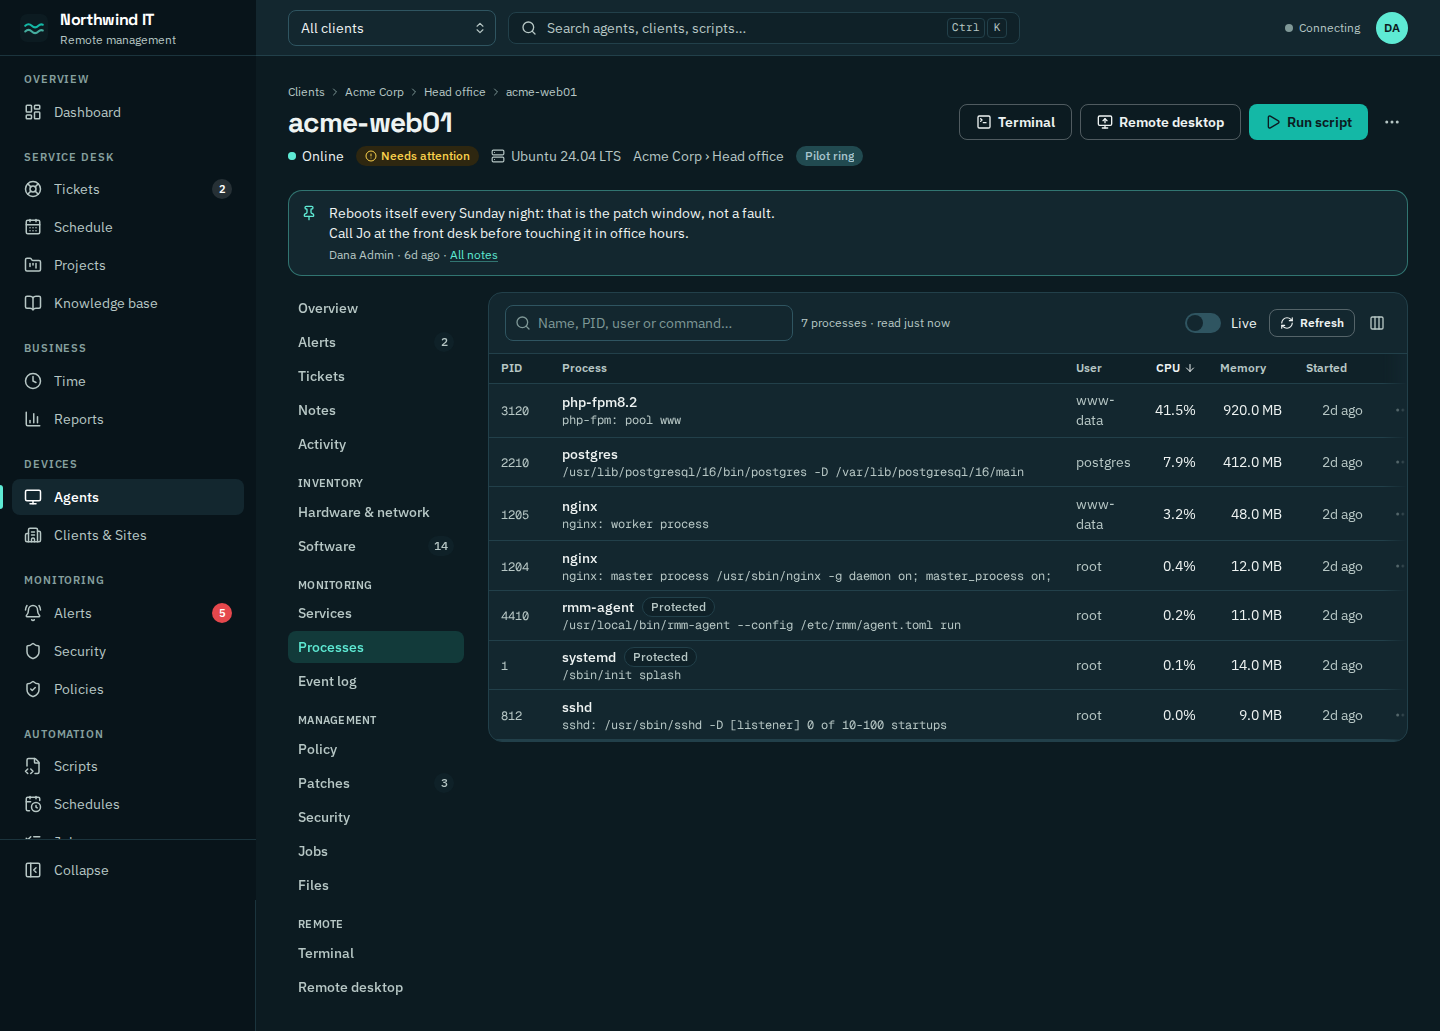 Northwind IT
Remote management
All clients
Search agents, clients, scripts...
Ctrl K
Connecting
DA
OVERVIEW
Dashboard
SERVICE DESK
Tickets 2
Schedule
Projects
Knowledge base
BUSINESS
Time
Reports
DEVICES
Agents
Clients & Sites
MONITORING
Alerts 5
Security
Policies
AUTOMATION
Scripts
Schedules
Collapse
Clients > Acme Corp > Head office > acme-web01
acme-web01
Online
Needs attention
Ubuntu 24.04 LTS
Acme Corp › Head office
Pilot ring
Terminal
Remote desktop
Run script
Reboots itself every Sunday night: that is the patch window, not a fault.
Call Jo at the front desk before touching it in office hours.
Dana Admin · 6d ago · All notes
Overview
Alerts 2
Tickets
Notes
Activity
INVENTORY
Hardware & network
Software 14
MONITORING
Services
Processes
Event log
MANAGEMENT
Policy
Patches 3
Security
Jobs
Files
REMOTE
Terminal
Remote desktop
Name, PID, user or command...
7 processes · read just now
Live
Refresh
PID Process User CPU ↓ Memory Started
3120 php-fpm8.2 www-data 41.5% 920.0 MB 2d ago
php-fpm: pool www
2210 postgres postgres 7.9% 412.0 MB 2d ago
/usr/lib/postgresql/16/bin/postgres -D /var/lib/postgresql/16/main
1205 nginx www-data 3.2% 48.0 MB 2d ago
nginx: worker process
1204 nginx root 0.4% 12.0 MB 2d ago
nginx: master process /usr/sbin/nginx -g daemon on; master_process on;
4410 rmm-agent Protected root 0.2% 11.0 MB 2d ago
/usr/local/bin/rmm-agent --config /etc/rmm/agent.toml run
1 systemd Protected root 0.1% 14.0 MB 2d ago
/sbin/init splash
812 sshd root 0.0% 9.0 MB 2d ago
sshd: /usr/sbin/sshd -D [listener] 0 of 10-100 startups